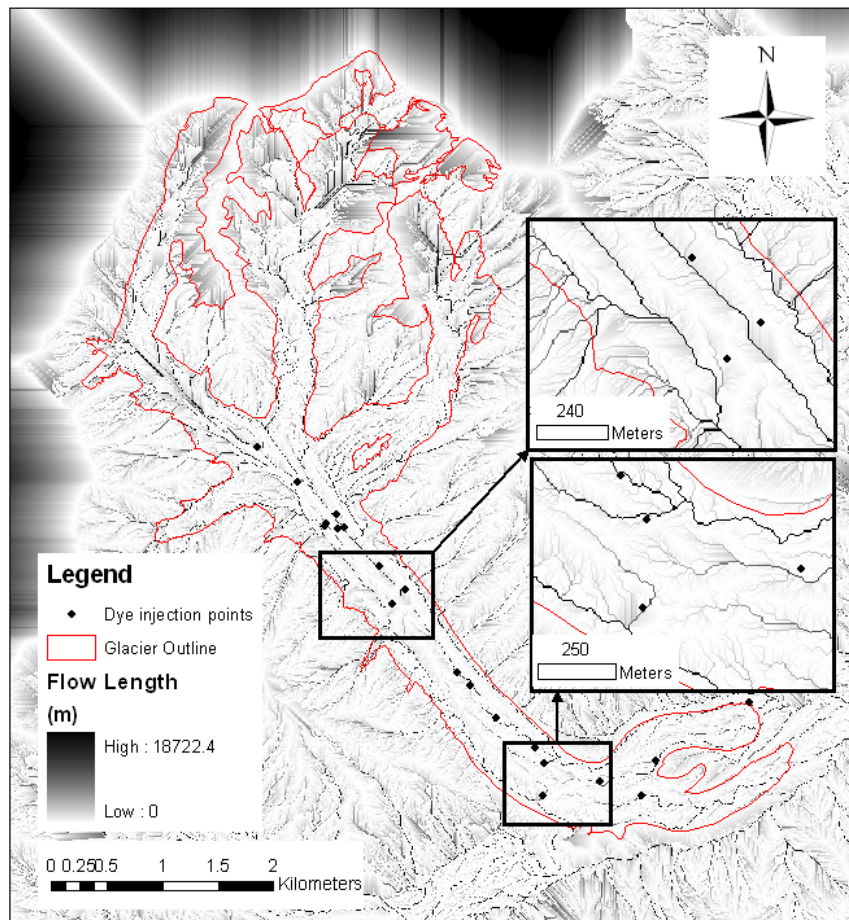 N
240
Meters
250
Meters
Legend
Dye injection points
Glacier Outline
Flow Length
(m)
High : 18722.4
Low : 0
0 0.25 0.5 1 1.5 2
Kilometers